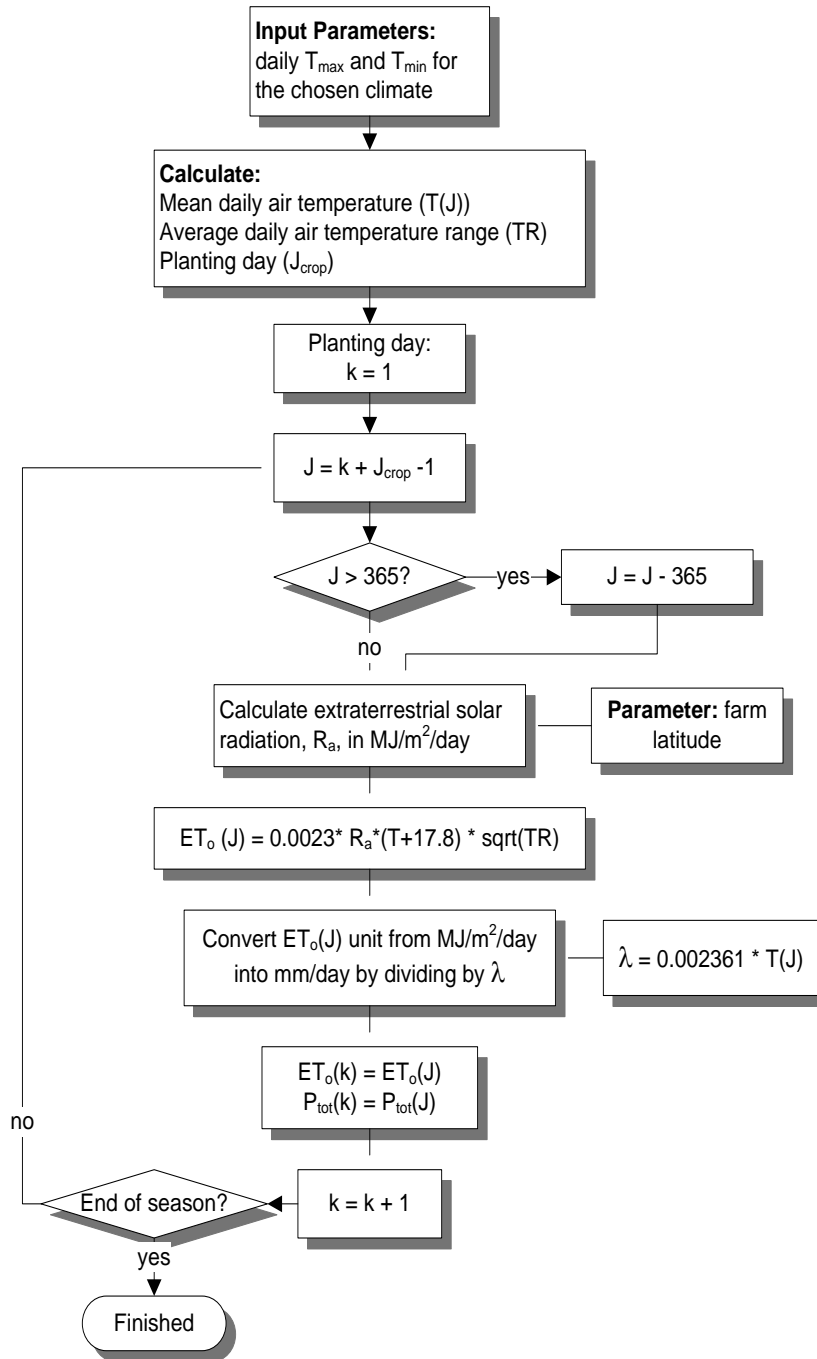 Input Parameters:
daily Tmax and Tmin for
the chosen climate
Calculate:
Mean daily air temperature (T(J))
Average daily air temperature range (TR)
Planting day (Jcrop)
Planting day:
k = 1
J = k + Jcrop -1
J > 365?
yes
J = J - 365
no
Calculate extraterrestrial solar
radiation, Ra, in MJ/m²/day
Parameter: farm
latitude
ETo (J) = 0.0023* Ra*(T+17.8) * sqrt(TR)
Convert ETo(J) unit from MJ/m²/day
into mm/day by dividing by λ
λ = 0.002361 * T(J)
ETo(k) = ETo(J)
Ptot(k) = Ptot(J)
no
End of season?
k = k + 1
yes
Finished